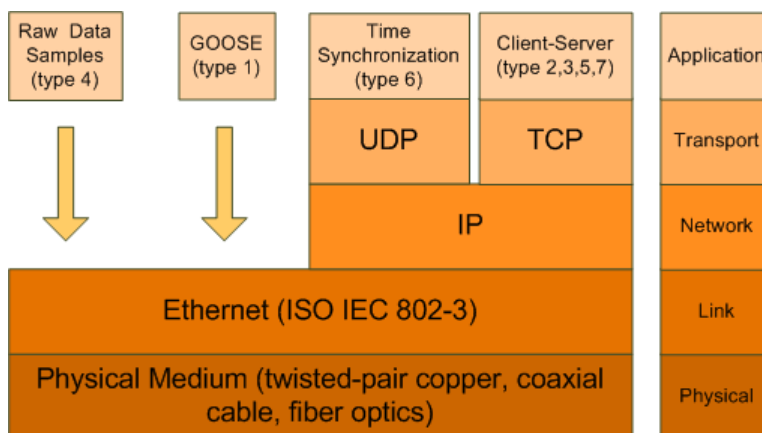 Raw Data
Samples
(type 4)
GOOSE
(type 1)
Time
Synchronization
(type 6)
Client-Server
(type 2,3,5,7)
Application
UDP
TCP
Transport
IP
Network
Ethernet (ISO IEC 802-3)
Link
Physical Medium (twisted-pair copper, coaxial
cable, fiber optics)
Physical